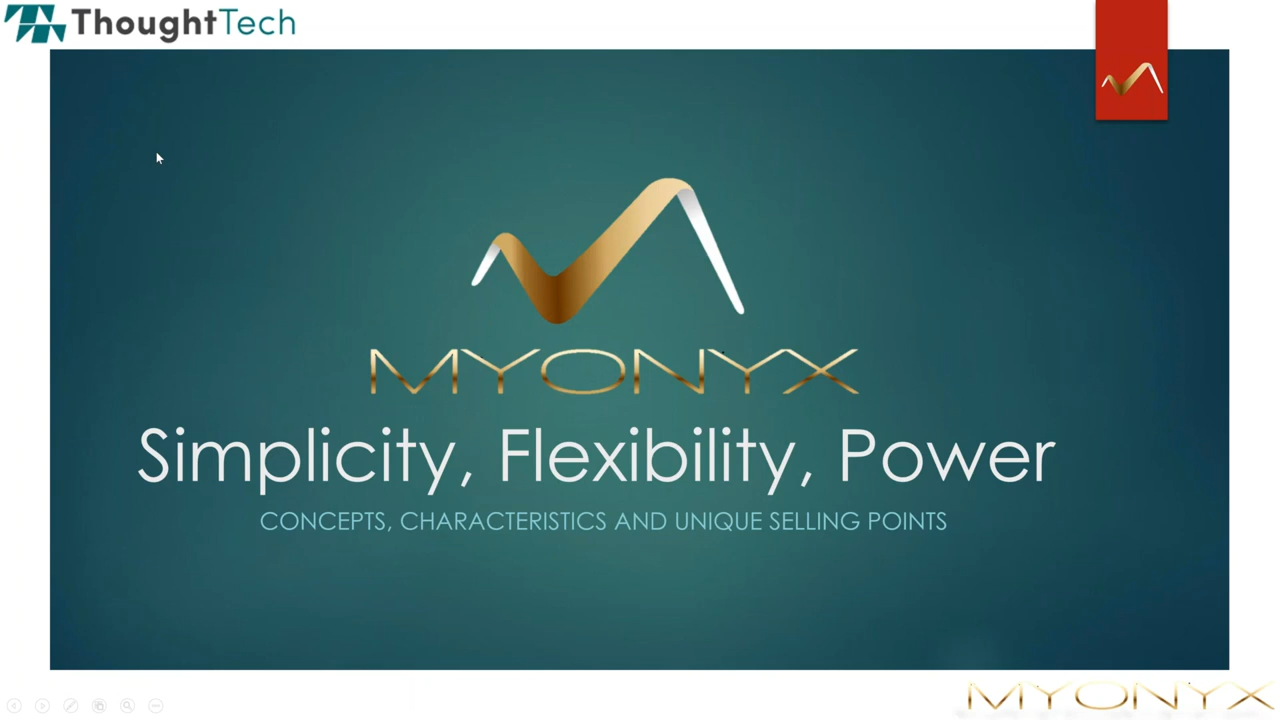 ThoughtTech
MYONYX
Simplicity, Flexibility, Power
CONCEPTS, CHARACTERISTICS AND UNIQUE SELLING POINTS
MYONYX